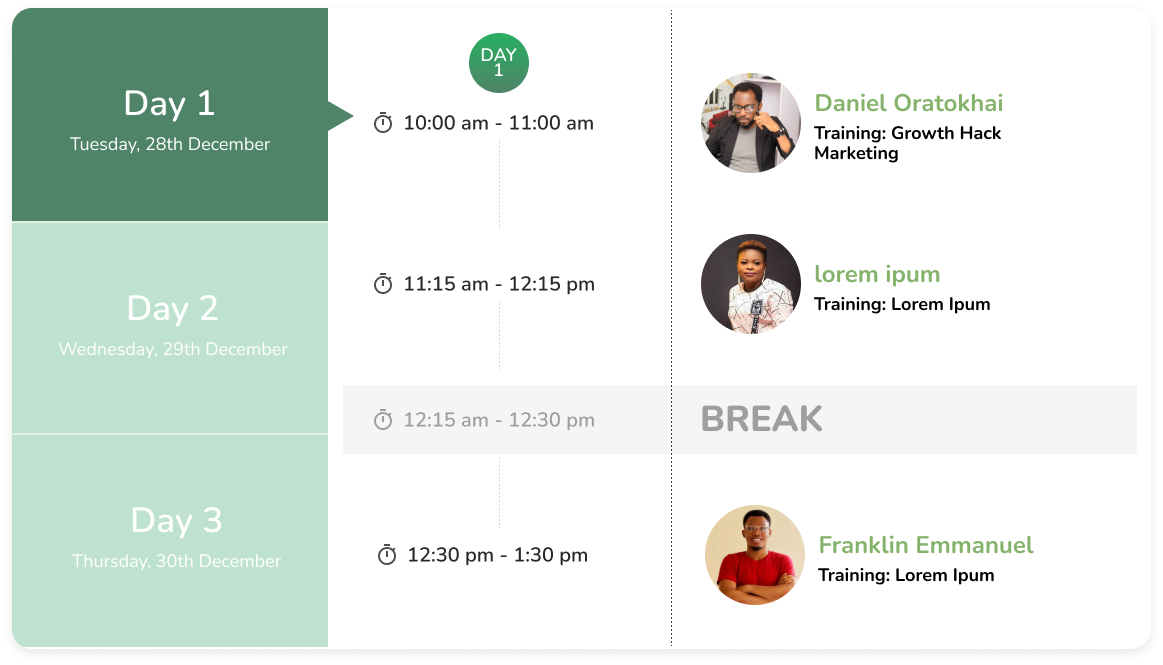 Day 1
Tuesday, 28th December
Day 2
Wednesday, 29th December
Day 3
Thursday, 30th December
DAY
1
10:00 am - 11:00 am
Daniel Oratokhai
Training: Growth Hack
Marketing
11:15 am - 12:15 pm
lorem ipum
Training: Lorem Ipum
12:15 am - 12:30 pm
BREAK
12:30 pm - 1:30 pm
Franklin Emmanuel
Training: Lorem Ipum